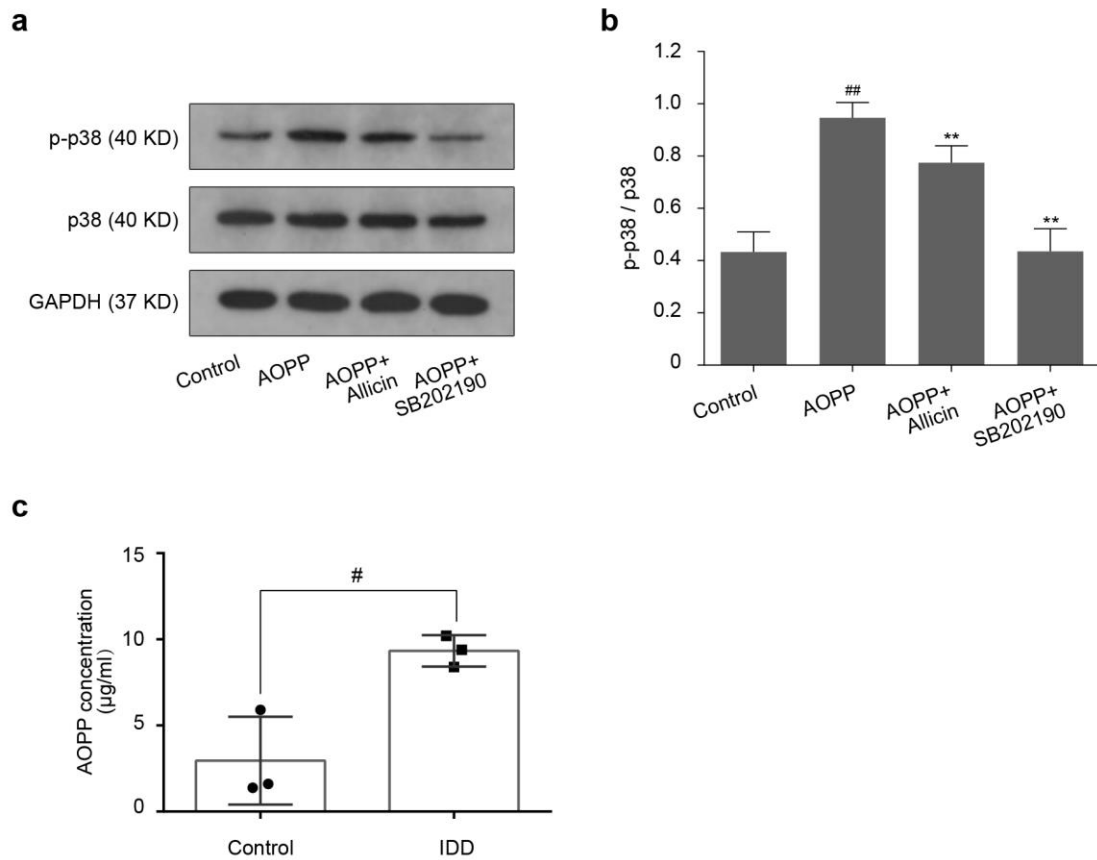 a
p-p38 (40 KD)
p38 (40 KD)
GAPDH (37 KD)
Control
AOPP
AOPP+
Allicin
AOPP+
SB202190
b
p-p38 / p38
1.2
1.0
0.8
0.6
0.4
0.2
0
##
**
**
Control
AOPP
AOPP+
Allicin
AOPP+
SB202190
c
AOPP concentration
(μg/ml)
15
10
5
0
#
Control
IDD